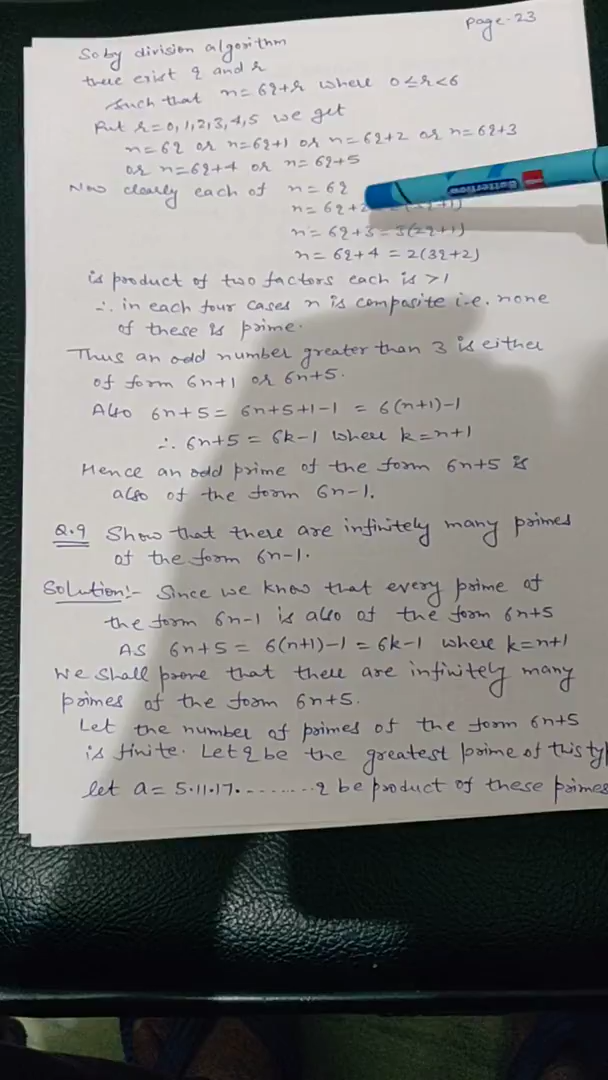 Page-23
So by division algorithm
there exist q and r
such that n=6q+r where 0≤r<6
Put r=0,1,2,3,4,5 we get
n=6q or n=6q+1 or n=6q+2 or n=6q+3
or n=6q+4 or n=6q+5
Now clearly each of n=6q
n=6q+2
n=6q+3=3(2q+1)
n=6q+4=2(3q+2)
is product of two factors each is >1
∴ in each four cases n is composite i.e. none
of these is prime.
Thus an odd number greater than 3 is either
of form 6n+1 or 6n+5.
Also 6n+5 = 6n+5+1-1 = 6(n+1)-1
∴ 6n+5 = 6k-1 where k=n+1
Hence an odd prime of the form 6n+5 is
also of the form 6n-1.
Q.9 Show that there are infinitely many primes
of the form 6n-1.
Solution:- Since we know that every prime of
the form 6n-1 is also of the form 6n+5
As 6n+5 = 6(n+1)-1 = 6k-1 where k=n+1
We shall prove that there are infinitely many
primes of the form 6n+5.
Let the number of primes of the form 6n+5
is finite. Let q be the greatest prime of this ty
let a= 5.11.17. ........ q be product of these primes